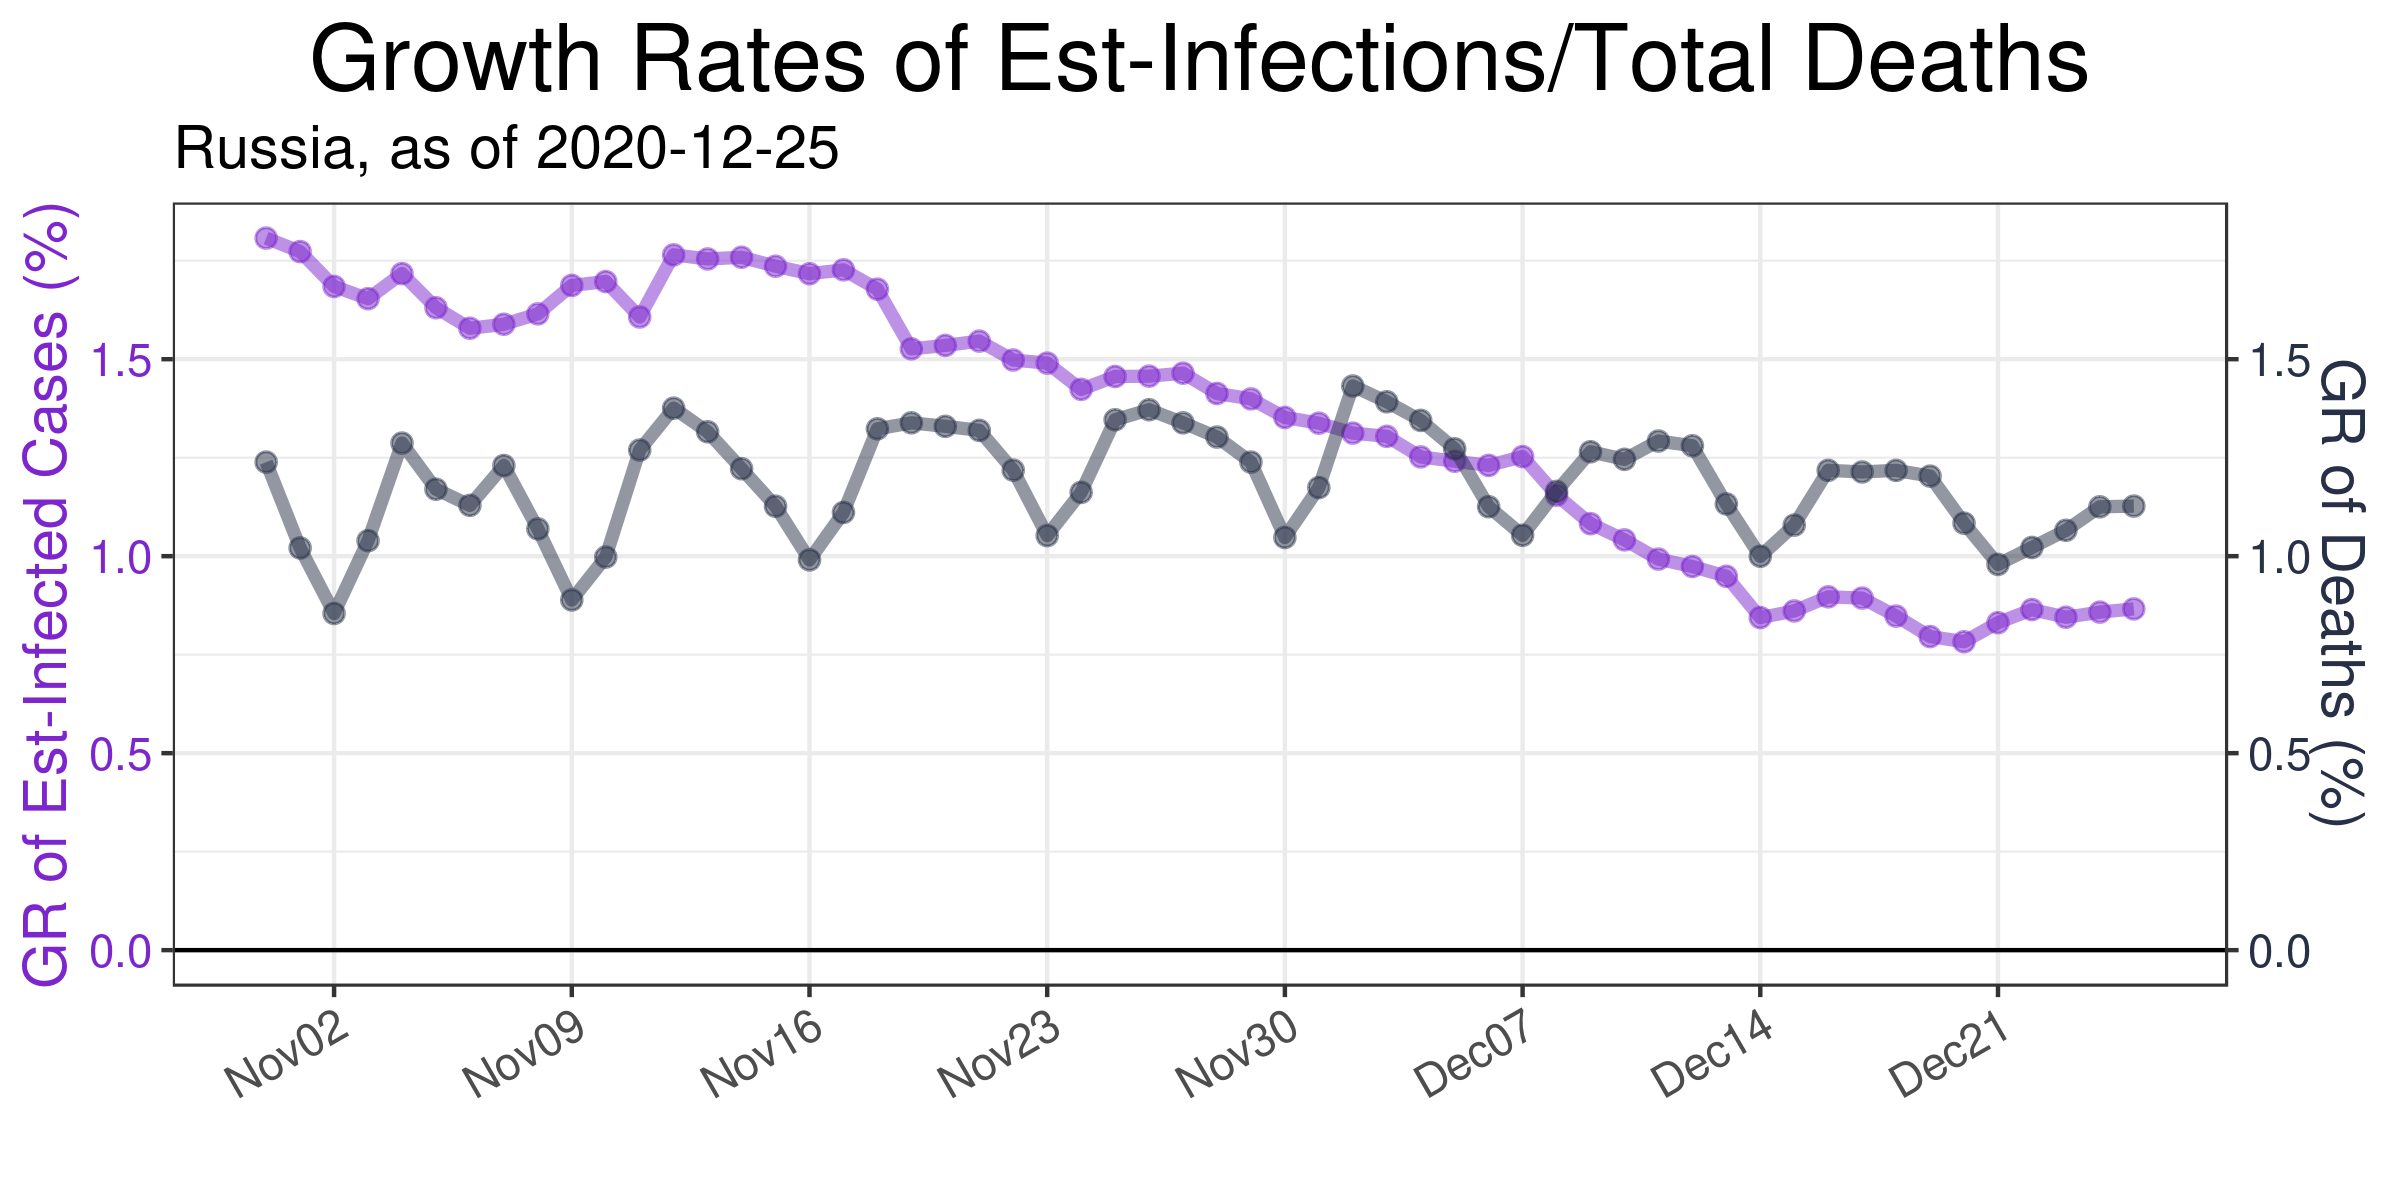 Growth Rates of Est-Infections/Total Deaths
Russia, as of 2020-12-25
GR of Est-Infected Cases (%)
1.5
1.0
0.5
0.0
1.5
1.0
0.5
0.0
GR of Deaths (%)
Nov02
Nov09
Nov16
Nov23
Nov30
Dec07
Dec14
Dec21